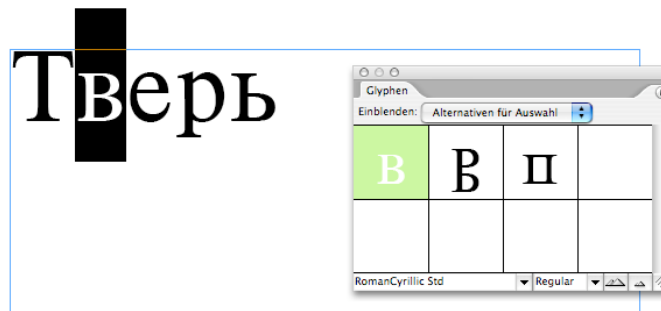 Тверь
Glyphen
Einblenden: Alternativen für Auswahl
в
RomanCyrillic Std Regular